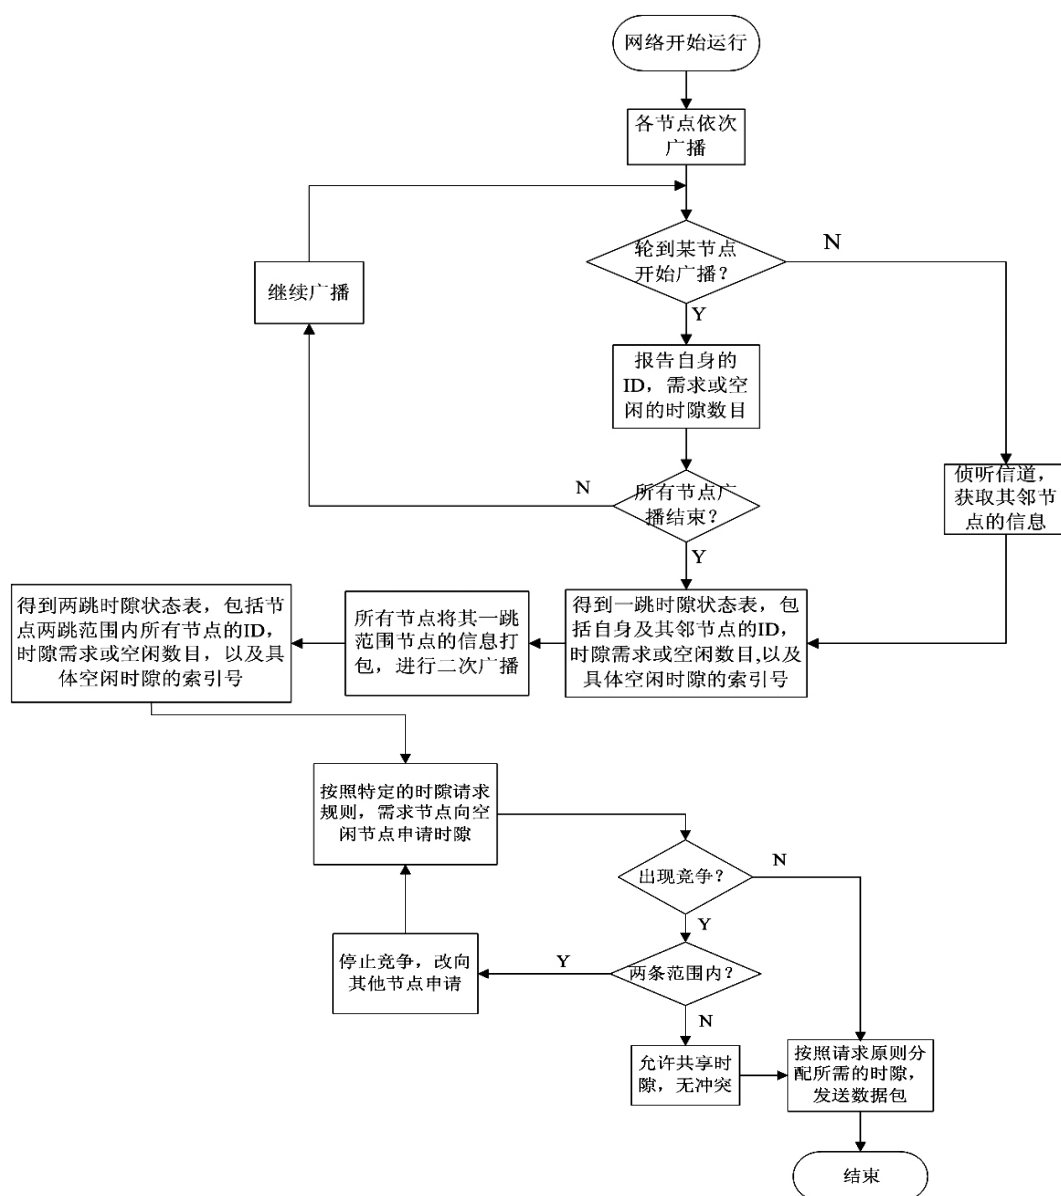 网络开始运行
各节点依次
广播
轮到某节点
开始广播？
N
继续广播
Y
报告自身的
ID，需求或空
闲的时隙数目
N
所有节点广
播结束？
侦听信道，
获取其邻节
点的信息
Y
得到两跳时隙状态表，包括节
点两跳范围内所有节点的ID，
时隙需求或空闲数目，以及具
体空闲时隙的索引号
所有节点将其一跳
范围节点的信息打
包，进行二次广播
得到一跳时隙状态表，包
括自身及其邻节点的ID，
时隙需求或空闲数目,以及
具体空闲时隙的索引号
按照特定的时隙请求
规则，需求节点向空
闲节点申请时隙
出现竞争？
N
Y
停止竞争，改向
其他节点申请
Y
两条范围内？
N
允许共享时
隙，无冲突
按照请求原则分
配所需的时隙，
发送数据包
结束